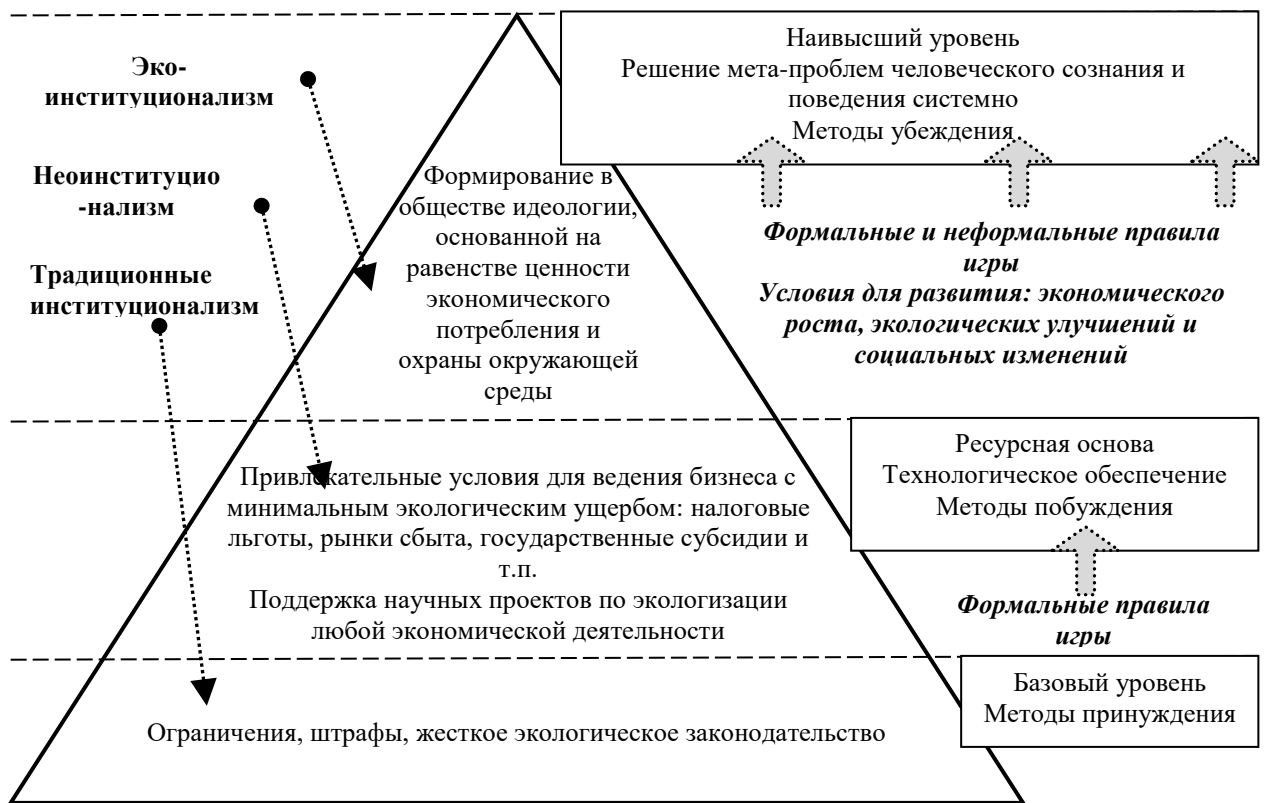 Эко-
институционализм
Неоинституцио
-нализм
Традиционные
институционализм
Наивысший уровень
Решение мета-проблем человеческого сознания и
поведения системно
Методы убеждения
Формирование в
обществе идеологии,
основанной на
равенстве ценности
экономического
потребления и
охраны окружающей
среды
Формальные и неформальные правила
игры
Условия для развития: экономического
роста, экологических улучшений и
социальных изменений
Ресурсная основа
Технологическое обеспечение
Методы побуждения
Привлекательные условия для ведения бизнеса с
минимальным экологическим ущербом: налоговые
льготы, рынки сбыта, государственные субсидии и
т.п.
Поддержка научных проектов по экологизации
любой экономической деятельности
Формальные правила
игры
Базовый уровень
Методы принуждения
Ограничения, штрафы, жесткое экологическое законодательство